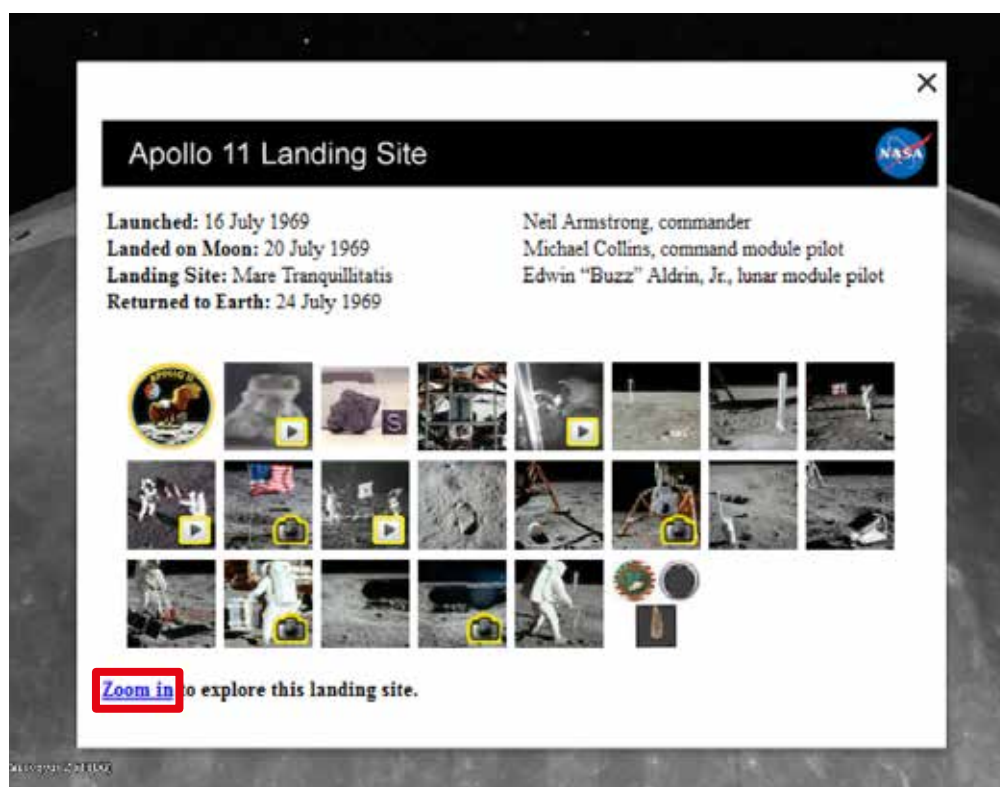 Apollo 11 Landing Site
NASA
Launched: 16 July 1969
Landed on Moon: 20 July 1969
Landing Site: Mare Tranquillitatis
Returned to Earth: 24 July 1969
Neil Armstrong, commander
Michael Collins, command module pilot
Edwin “Buzz” Aldrin, Jr., lunar module pilot
APOLLO 11
S
Zoom in to explore this landing site.